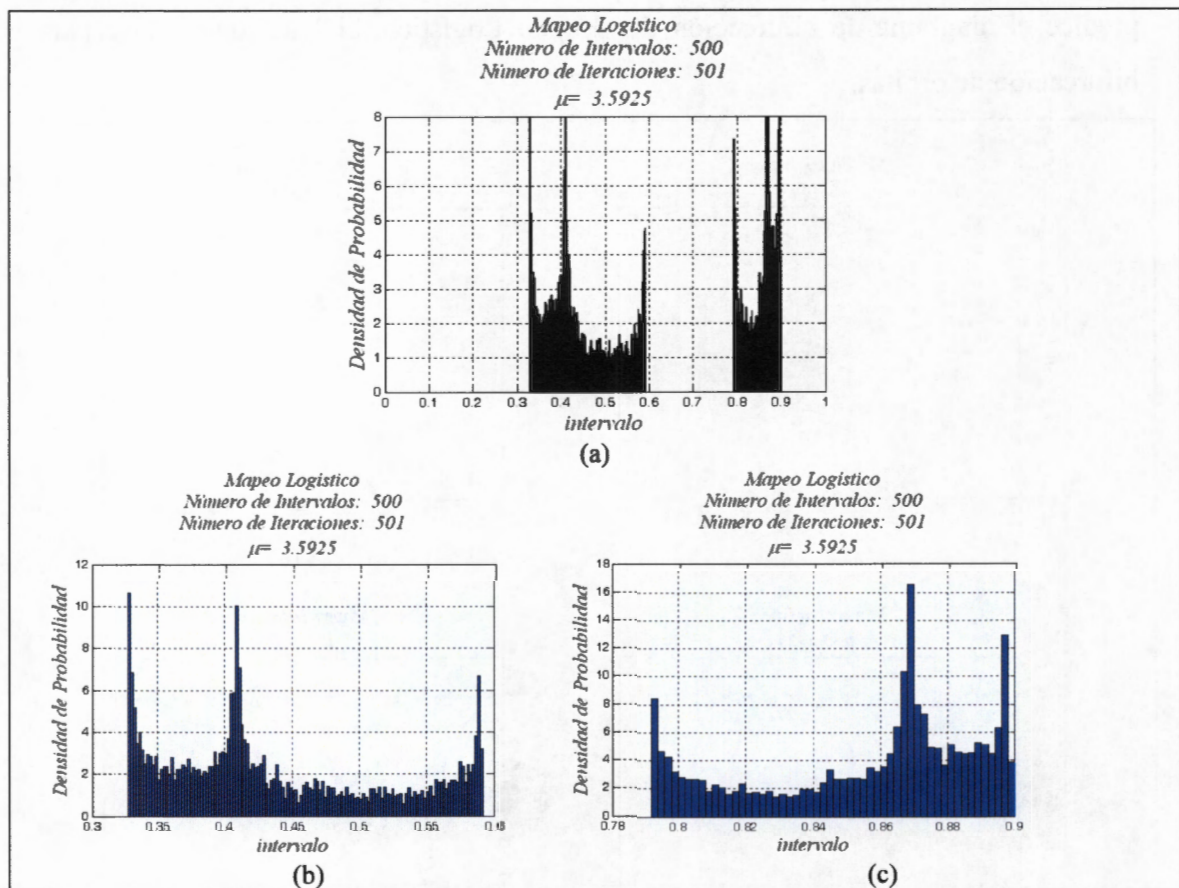 Mapeo Logístico
Número de Intervalos: 500
Número de Iteraciones: 501
μ= 3.5925
8
7
6
5
4
3
2
1
0
Densidad de Probabilidad
0 0.1 0.2 0.3 0.4 0.5 0.6 0.7 0.8 0.9 1
intervalo
(a)
Mapeo Logístico
Número de Intervalos: 500
Número de Iteraciones: 501
μ= 3.5925
12
10
8
6
4
2
0
Densidad de Probabilidad
0.3 0.35 0.4 0.45 0.5 0.55
intervalo
(b)
Mapeo Logístico
Número de Intervalos: 500
Número de Iteraciones: 501
μ= 3.5925
18
16
14
12
10
8
6
4
2
0
Densidad de Probabilidad
0.78 0.8 0.82 0.84 0.86 0.88 0.9
intervalo
(c)